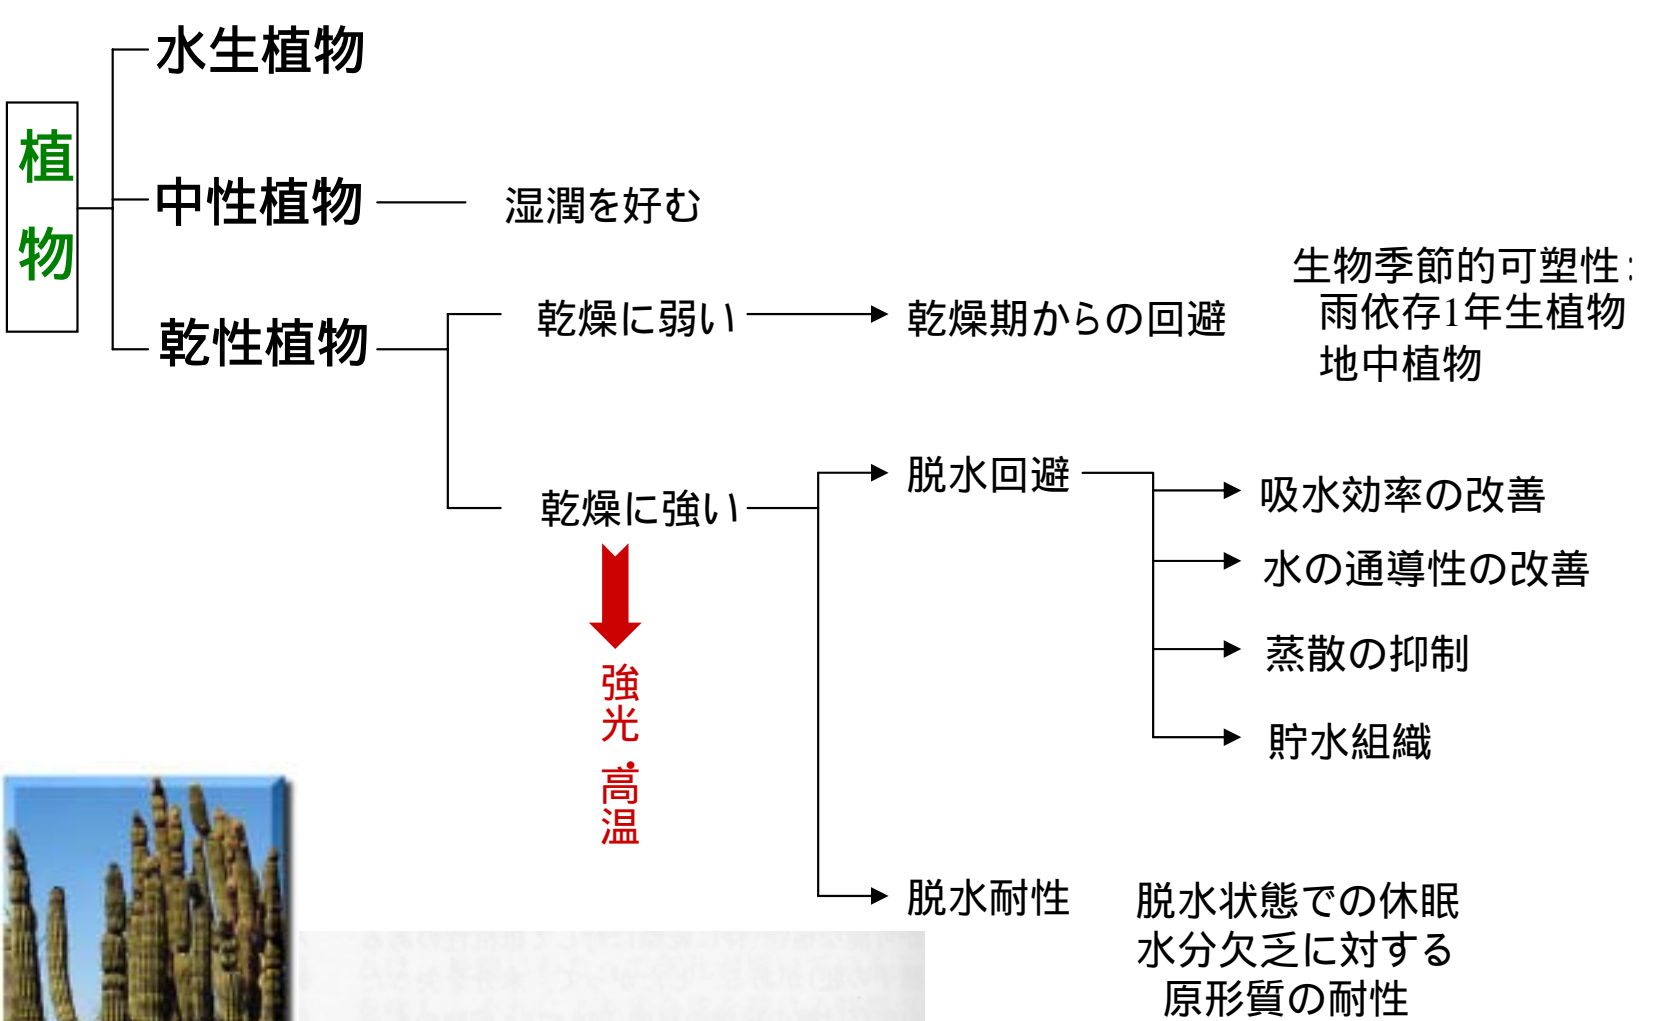 水生植物
植物
中性植物
湿潤を好む
乾性植物
乾燥に弱い
乾燥期からの回避
生物季節的可塑性:
雨依存1年生植物
地中植物
乾燥に強い
強光・高温
脱水回避
吸水効率の改善
水の通導性の改善
蒸散の抑制
貯水組織
脱水耐性
脱水状態での休眠
水分欠乏に対する
原形質の耐性